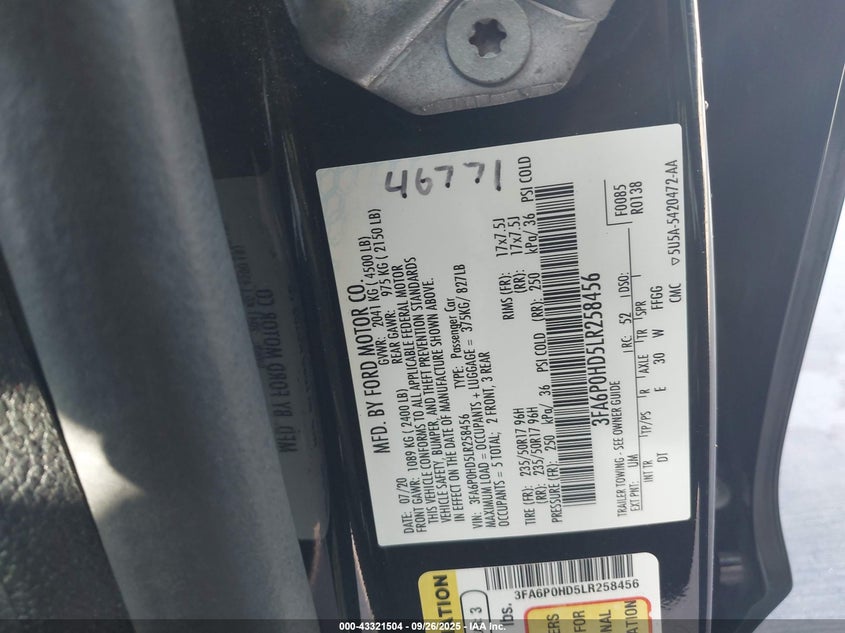 46771
MFD. BY FORD MOTOR CO.
DATE: 07/20 GVWR: 2041 KG ( 4500 LB)
FRONT GAWR: 1089 KG ( 2400 LB) REAR GAWR: 975 KG ( 2150 LB)
THIS VEHICLE CONFORMS TO ALL APPLICABLE FEDERAL MOTOR
VEHICLE SAFETY, BUMPER, AND THEFT PREVENTION STANDARDS
IN EFFECT ON THE DATE OF MANUFACTURE SHOWN ABOVE.
VIN: 3FA6P0HD5LR258456 TYPE: Passenger Car
MAXIMUM LOAD = OCCUPANTS + LUGGAGE = 375KG/ 827LB
OCCUPANTS = 5 TOTAL; 2 FRONT, 3 REAR
TIRE (FR): 235/50R17 96H RIMS (FR): 17x7.5J
(RR): 235/50R17 96H (RR): 17x7.5J
PRESSURE (FR): 250 kPa/ 36 PSI COLD (RR): 250 kPa/ 36 PSI COLD
3FA6P0HD5LR258456
TRAILER TOWING - SEE OWNER GUIDE F0085
EXT PNT: UM RC: 52 DSO: R0138
INT TR TP/PS R AXLE TR SPR
DT E 30 W FFGG
CMC ▽5U5A-5420472-AA
3FA6P0HD5LR258456
3
000-43321504 (09/26/2025) IAA Inc.